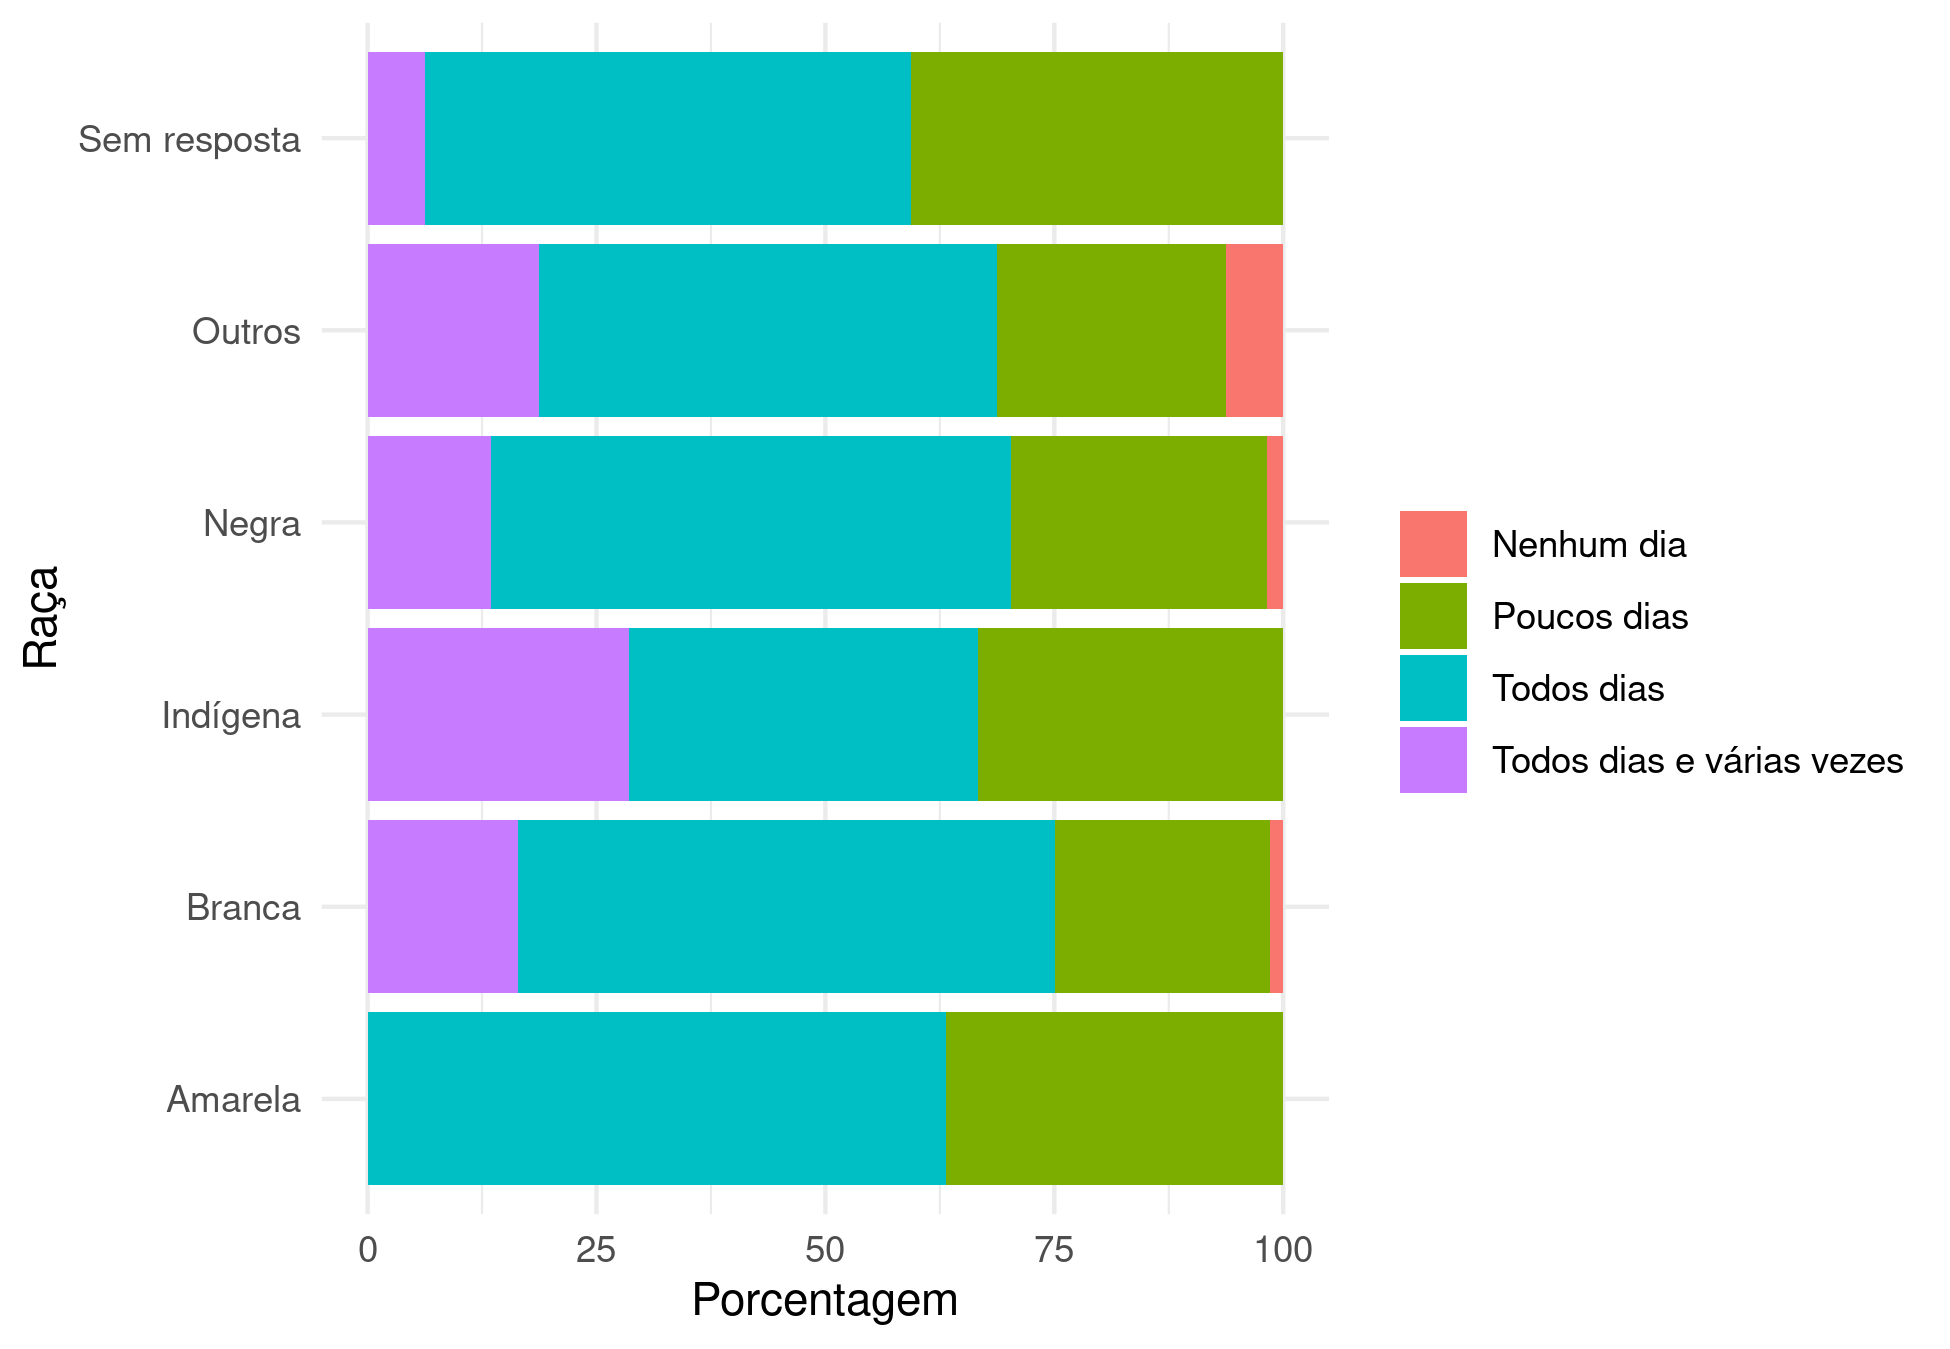 Sem resposta
Outros
Negra
Indígena
Branca
Amarela
Raça
0 25 50 75 100
Porcentagem
Nenhum dia
Poucos dias
Todos dias
Todos dias e várias vezes